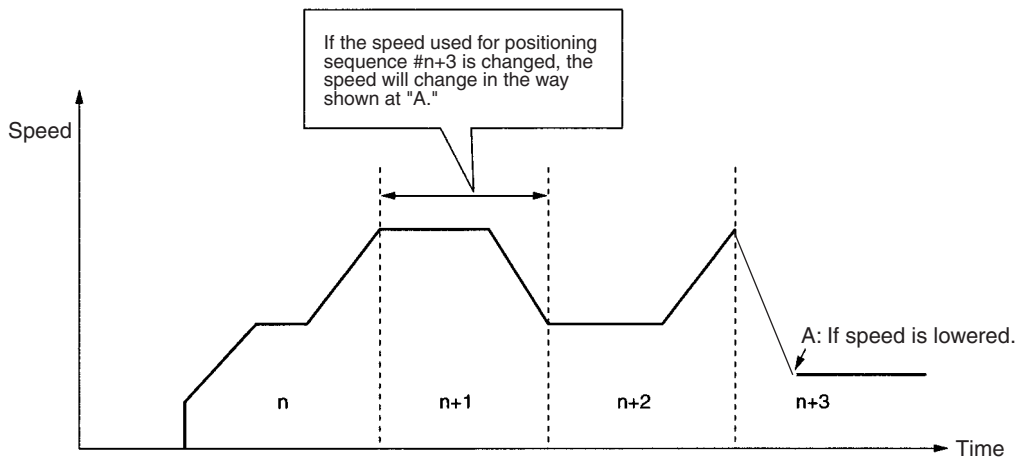 If the speed used for positioning
sequence #n+3 is changed, the
speed will change in the way
shown at "A."
Speed
A: If speed is lowered.
n
n+1
n+2
n+3
Time